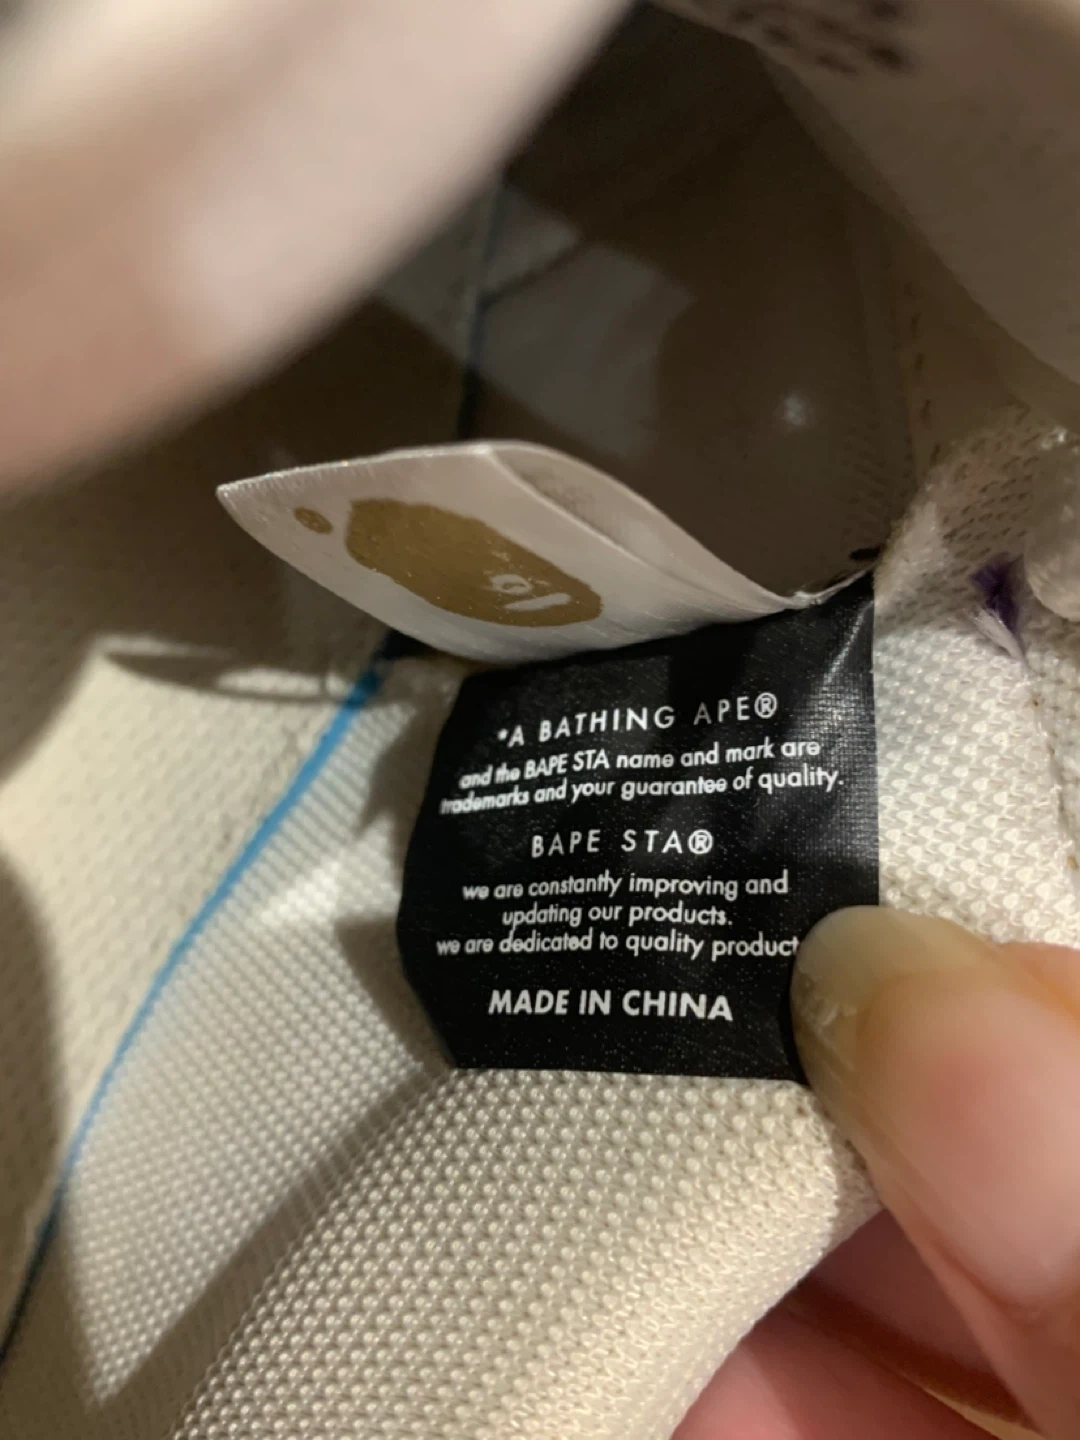 *A BATHING APE®
and the BAPE STA name and mark are
trademarks and your guarantee of quality.
BAPE STA®
we are constantly improving and
updating our products.
we are dedicated to quality product
MADE IN CHINA